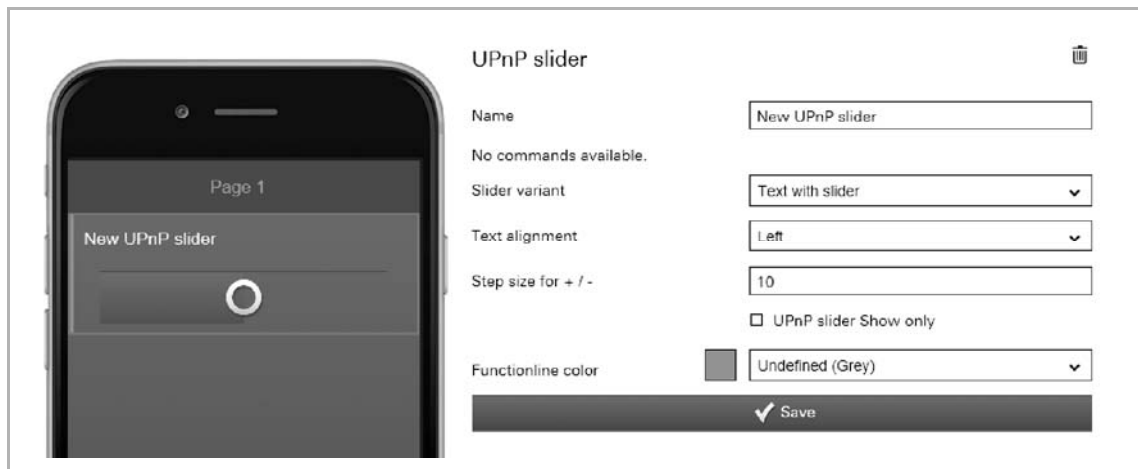 Page 1
New UPnP slider
UPnP slider
Name
New UPnP slider
No commands available.
Slider variant
Text with slider
Text alignment
Left
Step size for + / -
10
UPnP slider Show only
Functionline color
Undefined (Grey)
Save